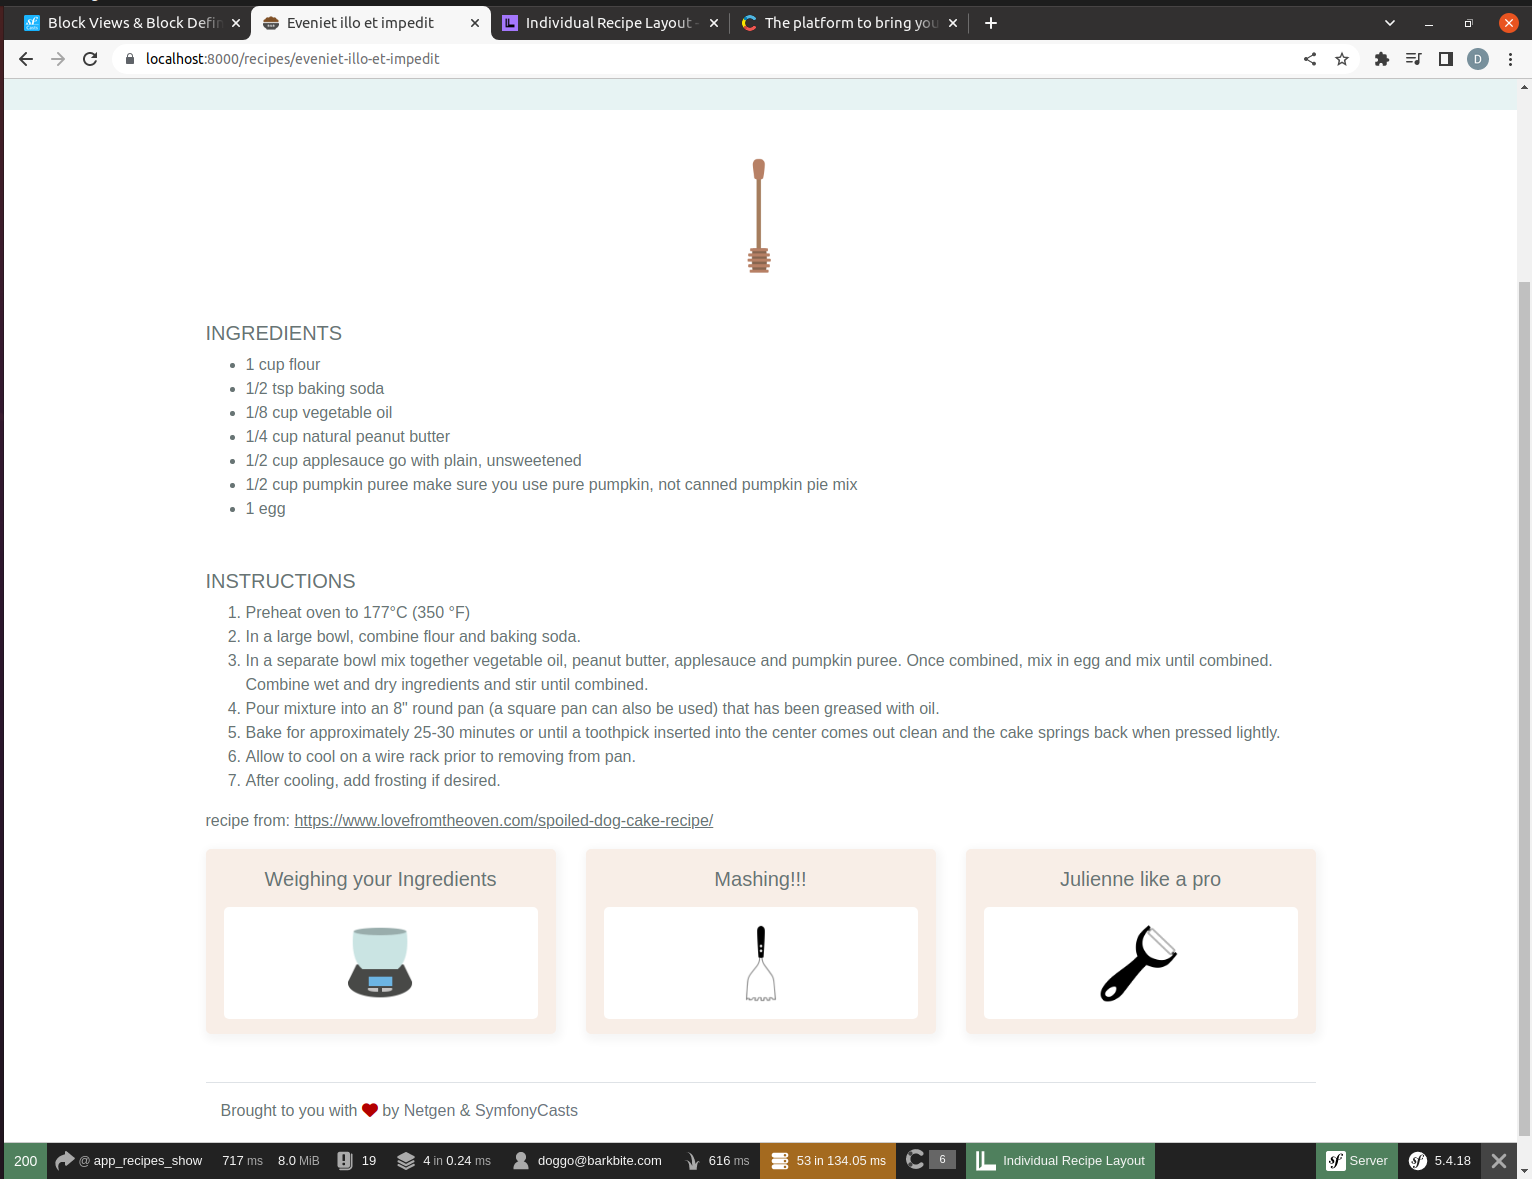 Block Views & Block Defin
Eveniet illo et impedit
Individual Recipe Layout -
The platform to bring you
localhost:8000/recipes/eveniet-illo-et-impedit
D
INGREDIENTS
1 cup flour
1/2 tsp baking soda
1/8 cup vegetable oil
1/4 cup natural peanut butter
1/2 cup applesauce go with plain, unsweetened
1/2 cup pumpkin puree make sure you use pure pumpkin, not canned pumpkin pie mix
1 egg
INSTRUCTIONS
1. Preheat oven to 177°C (350 °F)
2. In a large bowl, combine flour and baking soda.
3. In a separate bowl mix together vegetable oil, peanut butter, applesauce and pumpkin puree. Once combined, mix in egg and mix until combined.
Combine wet and dry ingredients and stir until combined.
4. Pour mixture into an 8" round pan (a square pan can also be used) that has been greased with oil.
5. Bake for approximately 25-30 minutes or until a toothpick inserted into the center comes out clean and the cake springs back when pressed lightly.
6. Allow to cool on a wire rack prior to removing from pan.
7. After cooling, add frosting if desired.
recipe from: https://www.lovefromtheoven.com/spoiled-dog-cake-recipe/
Weighing your Ingredients
Mashing!!!
Julienne like a pro
Brought to you with ❤ by Netgen & SymfonyCasts
200 @ app_recipes_show 717 ms 8.0 MiB 19 4 in 0.24 ms doggo@barkbite.com 616 ms 53 in 134.05 ms 6 Individual Recipe Layout sf Server sf 5.4.18